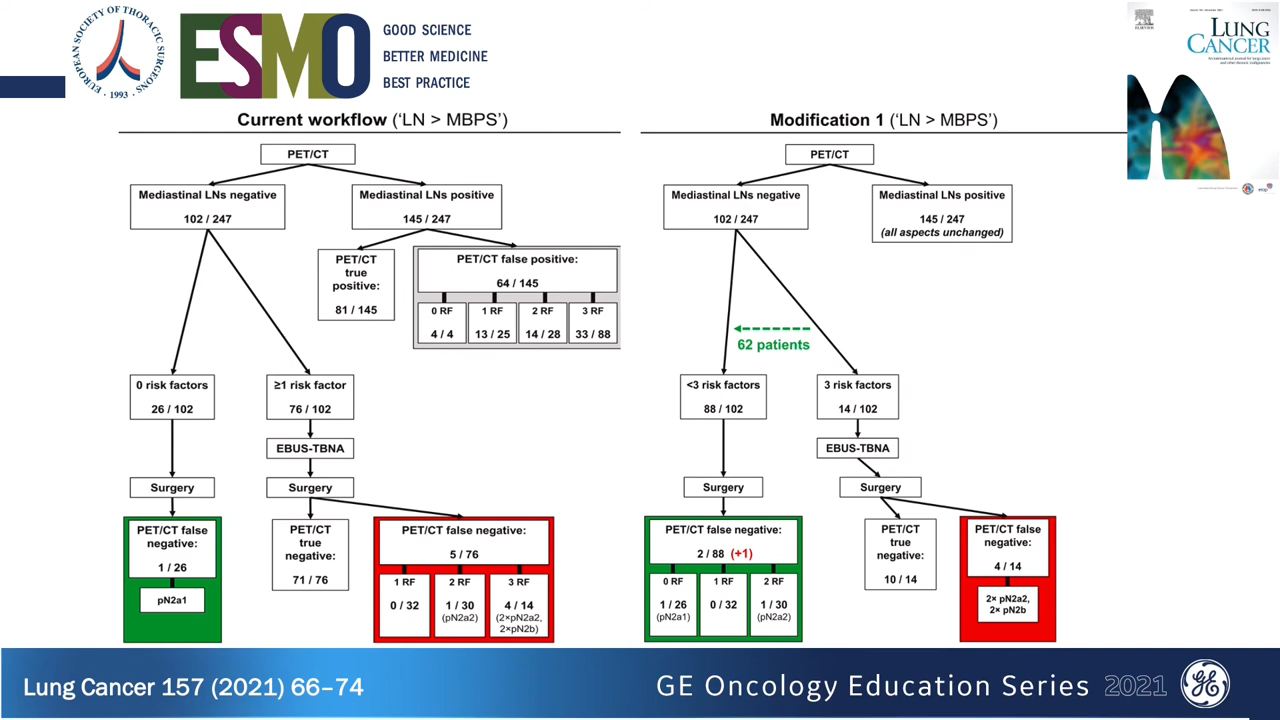 EUROPEAN SOCIETY OF THORACIC SURGEONS
· 1993 ·
ESMO
GOOD SCIENCE
BETTER MEDICINE
BEST PRACTICE
ELSEVIER
LUNG
CANCER
Current workflow (‘LN > MBPS’)
PET/CT
Mediastinal LNs negative
102 / 247
Mediastinal LNs positive
145 / 247
PET/CT
true
positive:
81 / 145
PET/CT false positive:
64 / 145
0 RF
4 / 4
1 RF
13 / 25
2 RF
14 / 28
3 RF
33 / 88
0 risk factors
26 / 102
≥1 risk factor
76 / 102
EBUS-TBNA
Surgery
Surgery
PET/CT false
negative:
1 / 26
pN2a1
PET/CT
true
negative:
71 / 76
PET/CT false negative:
5 / 76
1 RF
0 / 32
2 RF
1 / 30
(pN2a2)
3 RF
4 / 14
(2×pN2a2,
2×pN2b)
Modification 1 (‘LN > MBPS’)
PET/CT
Mediastinal LNs negative
102 / 247
Mediastinal LNs positive
145 / 247
(all aspects unchanged)
62 patients
<3 risk factors
88 / 102
3 risk factors
14 / 102
EBUS-TBNA
Surgery
Surgery
PET/CT false negative:
2 / 88 (+1)
0 RF
1 / 26
(pN2a1)
1 RF
0 / 32
2 RF
1 / 30
(pN2a2)
PET/CT
true
negative:
10 / 14
PET/CT false
negative:
4 / 14
2× pN2a2,
2× pN2b
Lung Cancer 157 (2021) 66–74
GE Oncology Education Series 2021